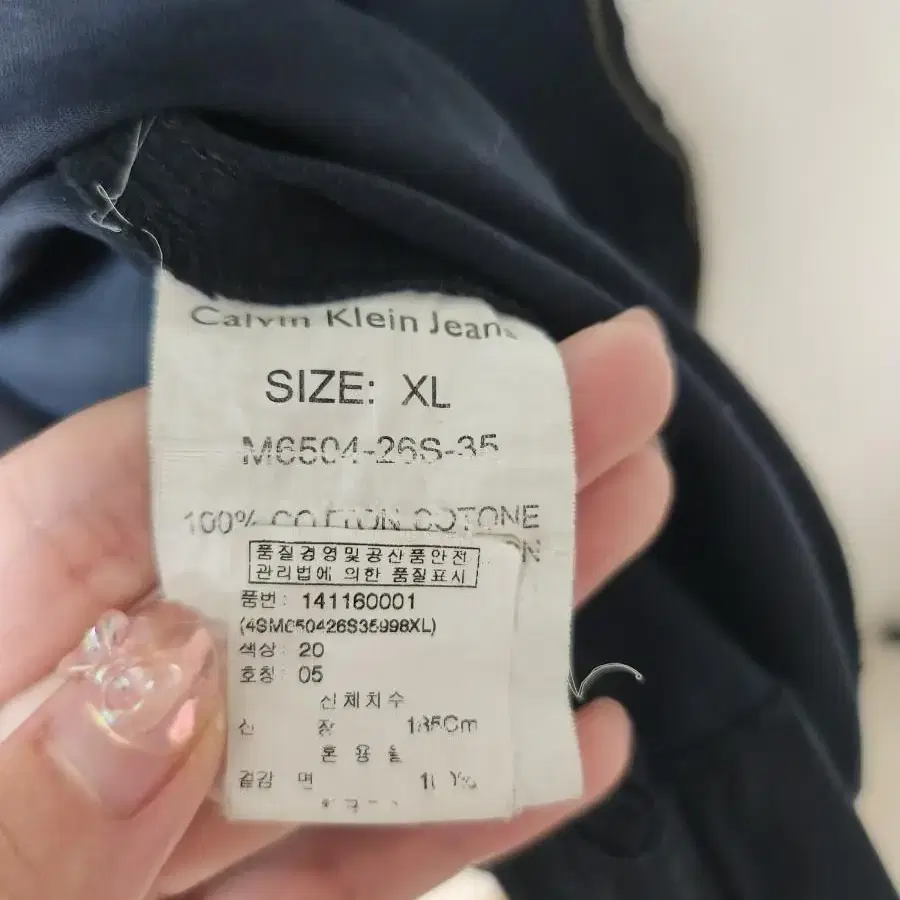 Calvin Klein Jeans
SIZE: XL
M6504-26S-35
100% COTTON COTONE
품질경영및공산품안전
관리법에 의한 품질표시
품번: 141160001
(4SM650426S35998XL)
색상: 20
호칭: 05
신체치수
신 장 185Cm
혼용율
겉감 면